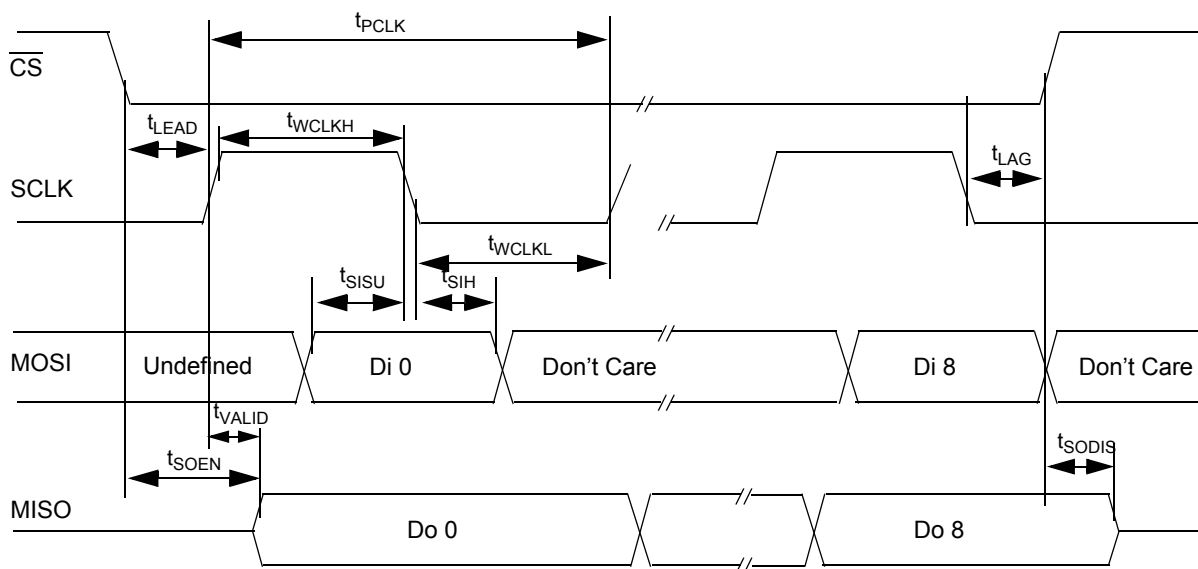 tPCLK
CS
tLEAD
tWCLKH
tLAG
SCLK
tWCLKL
tSISU
tSIH
MOSI
Undefined
Di 0
Don't Care
Di 8
Don't Care
tVALID
tSOEN
tSODIS
MISO
Do 0
Do 8